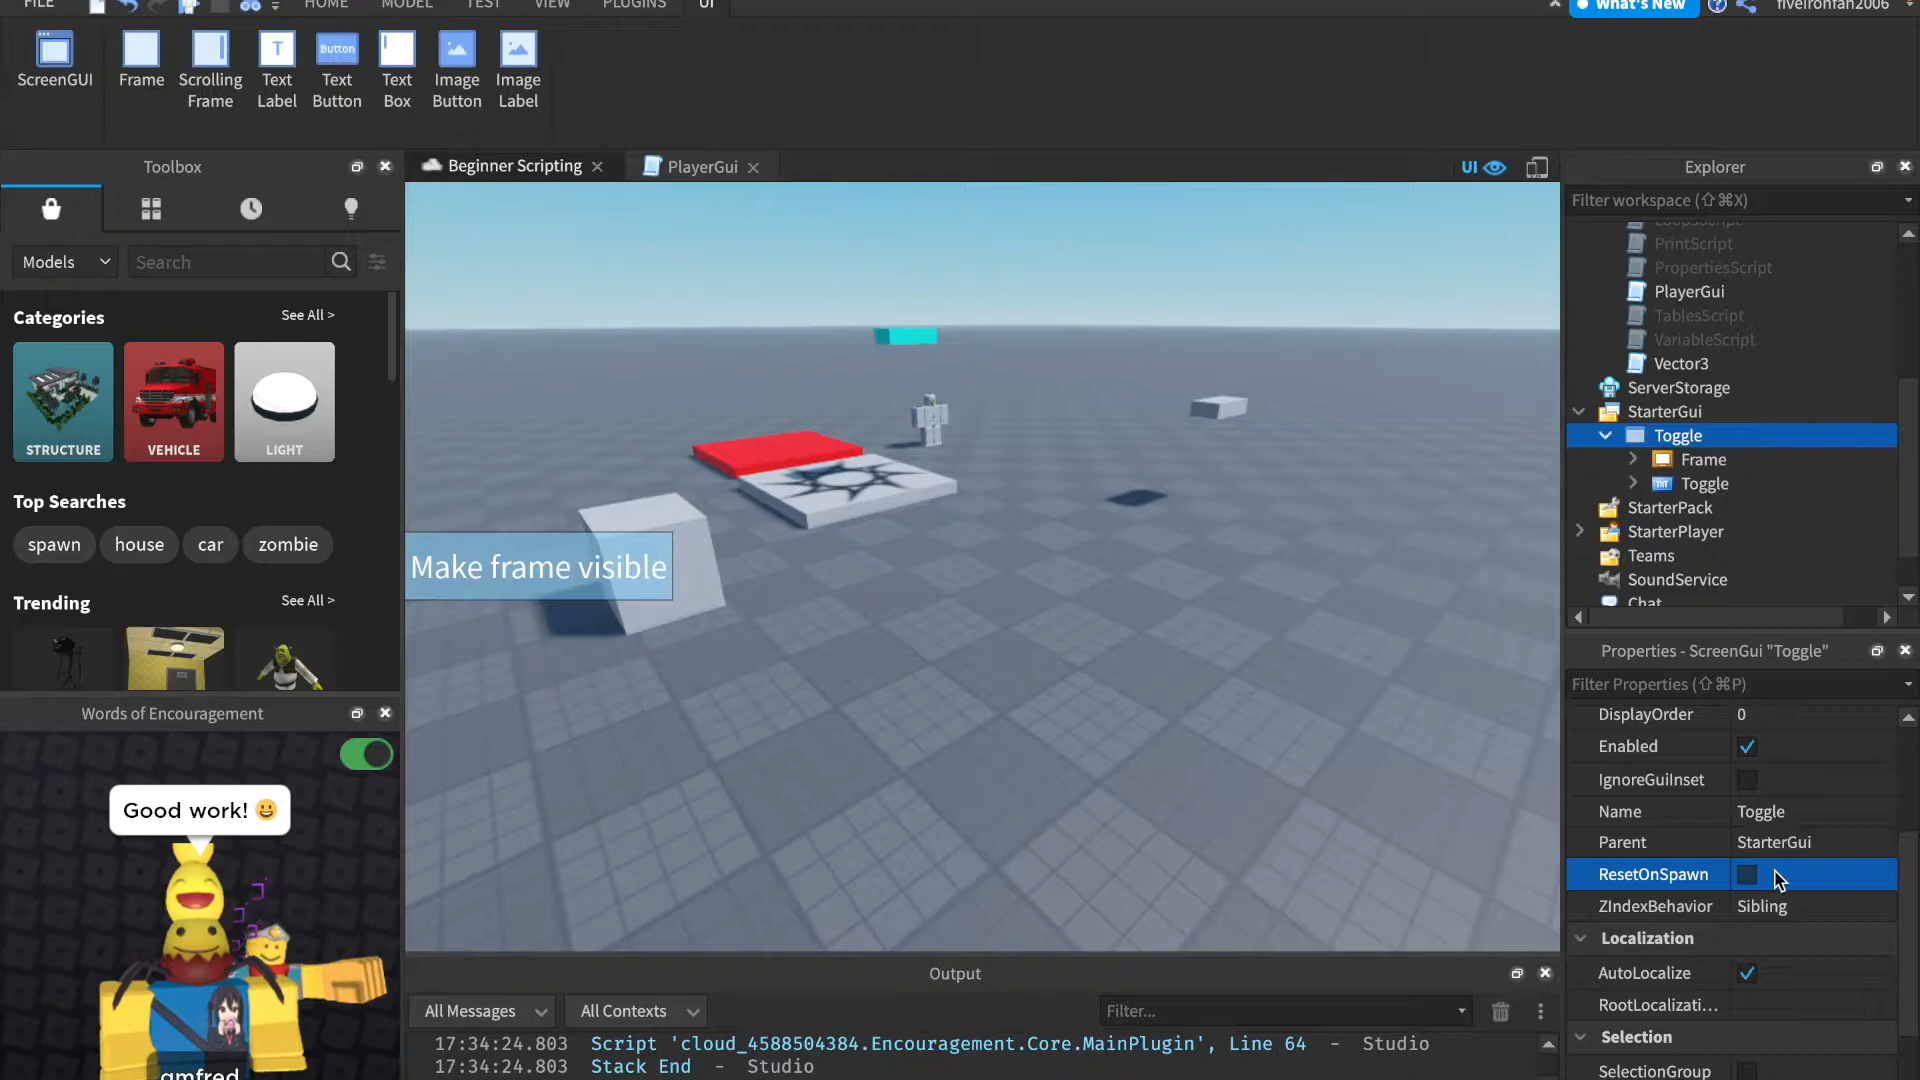 FILE
HOME
MODEL
TEST
VIEW
PLUGINS
UI
What's New
fiveironfan2006
ScreenGUI
Frame
Scrolling
Frame
T
Text
Label
Button
Text
Button
Text
Box
Image
Button
Image
Label
Toolbox
Beginner Scripting
PlayerGui
UI
Explorer
Filter workspace (⇧⌘X)
Models
Search
Categories
See All >
STRUCTURE
VEHICLE
LIGHT
Top Searches
spawn
house
car
zombie
Trending
See All >
Words of Encouragement
Good work! 😀
Make frame visible
LoopsScript
PrintScript
PropertiesScript
PlayerGui
TablesScript
VariableScript
Vector3
ServerStorage
StarterGui
Toggle
Frame
TXT Toggle
StarterPack
StarterPlayer
Teams
SoundService
Chat
Properties - ScreenGui "Toggle"
Filter Properties (⇧⌘P)
DisplayOrder 0
Enabled
IgnoreGuiInset
Name Toggle
Parent StarterGui
ResetOnSpawn
ZIndexBehavior Sibling
Localization
AutoLocalize
RootLocalizati...
Selection
SelectionGroup
Output
All Messages
All Contexts
Filter...
17:34:24.803 Script 'cloud_4588504384.Encouragement.Core.MainPlugin', Line 64 - Studio
17:34:24.803 Stack End - Studio